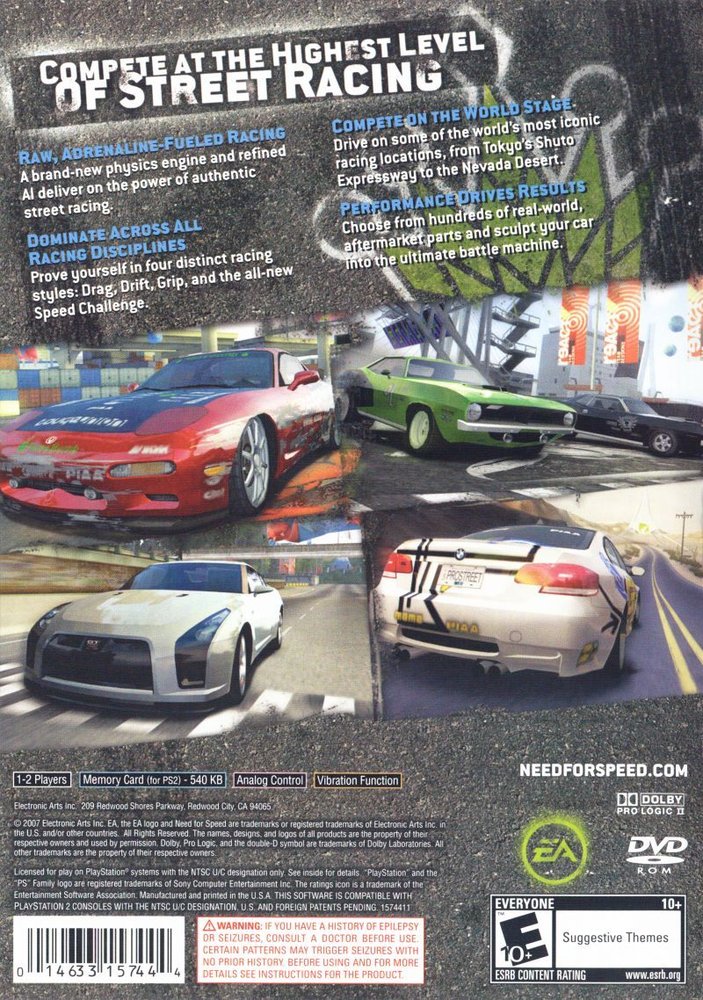 COMPETE AT THE HIGHEST LEVEL
OF STREET RACING
RAW, ADRENALINE-FUELED RACING
A brand-new physics engine and refined
AI deliver on the power of authentic
street racing.
DOMINATE ACROSS ALL
RACING DISCIPLINES
Prove yourself in four distinct racing
styles: Drag, Drift, Grip, and the all-new
Speed Challenge.
COMPETE ON THE WORLD STAGE
Drive on some of the world's most iconic
racing locations, from Tokyo's Shuto
Expressway to the Nevada Desert.
PERFORMANCE DRIVES RESULTS
Choose from hundreds of real-world,
aftermarket parts and sculpt your car
into the ultimate battle machine.
PIAA
GT
PIAA
PROSTREET
PIAA
1-2 Players
Memory Card (for PS2) - 540 KB
Analog Control
Vibration Function
NEEDFORSPEED.COM
Electronic Arts Inc. 209 Redwood Shores Parkway, Redwood City, CA 94065.
© 2007 Electronic Arts Inc. EA, the EA logo and Need for Speed are trademarks or registered trademarks of Electronic Arts Inc. in
the U.S. and/or other countries. All Rights Reserved. The names, designs, and logos of all products are the property of their
respective owners and used by permission. Dolby, Pro Logic, and the double-D symbol are trademarks of Dolby Laboratories. All
other trademarks are the property of their respective owners.
Licensed for play on PlayStation® systems with the NTSC U/C designation only. See inside for details. "PlayStation" and the
"PS" Family logo are registered trademarks of Sony Computer Entertainment Inc. The ratings icon is a trademark of the
Entertainment Software Association. Manufactured and printed in the U.S.A. THIS SOFTWARE IS COMPATIBLE WITH
PLAYSTATION 2 CONSOLES WITH THE NTSC U/C DESIGNATION. U.S. AND FOREIGN PATENTS PENDING. 1574411
DOLBY
PRO LOGIC II
EA
DVD
ROM
0 14633 15744 4
WARNING: IF YOU HAVE A HISTORY OF EPILEPSY
OR SEIZURES, CONSULT A DOCTOR BEFORE USE.
CERTAIN PATTERNS MAY TRIGGER SEIZURES WITH
NO PRIOR HISTORY. BEFORE USING AND FOR MORE
DETAILS SEE INSTRUCTIONS FOR THE PRODUCT.
EVERYONE 10+
E
10+
Suggestive Themes
ESRB CONTENT RATING www.esrb.org